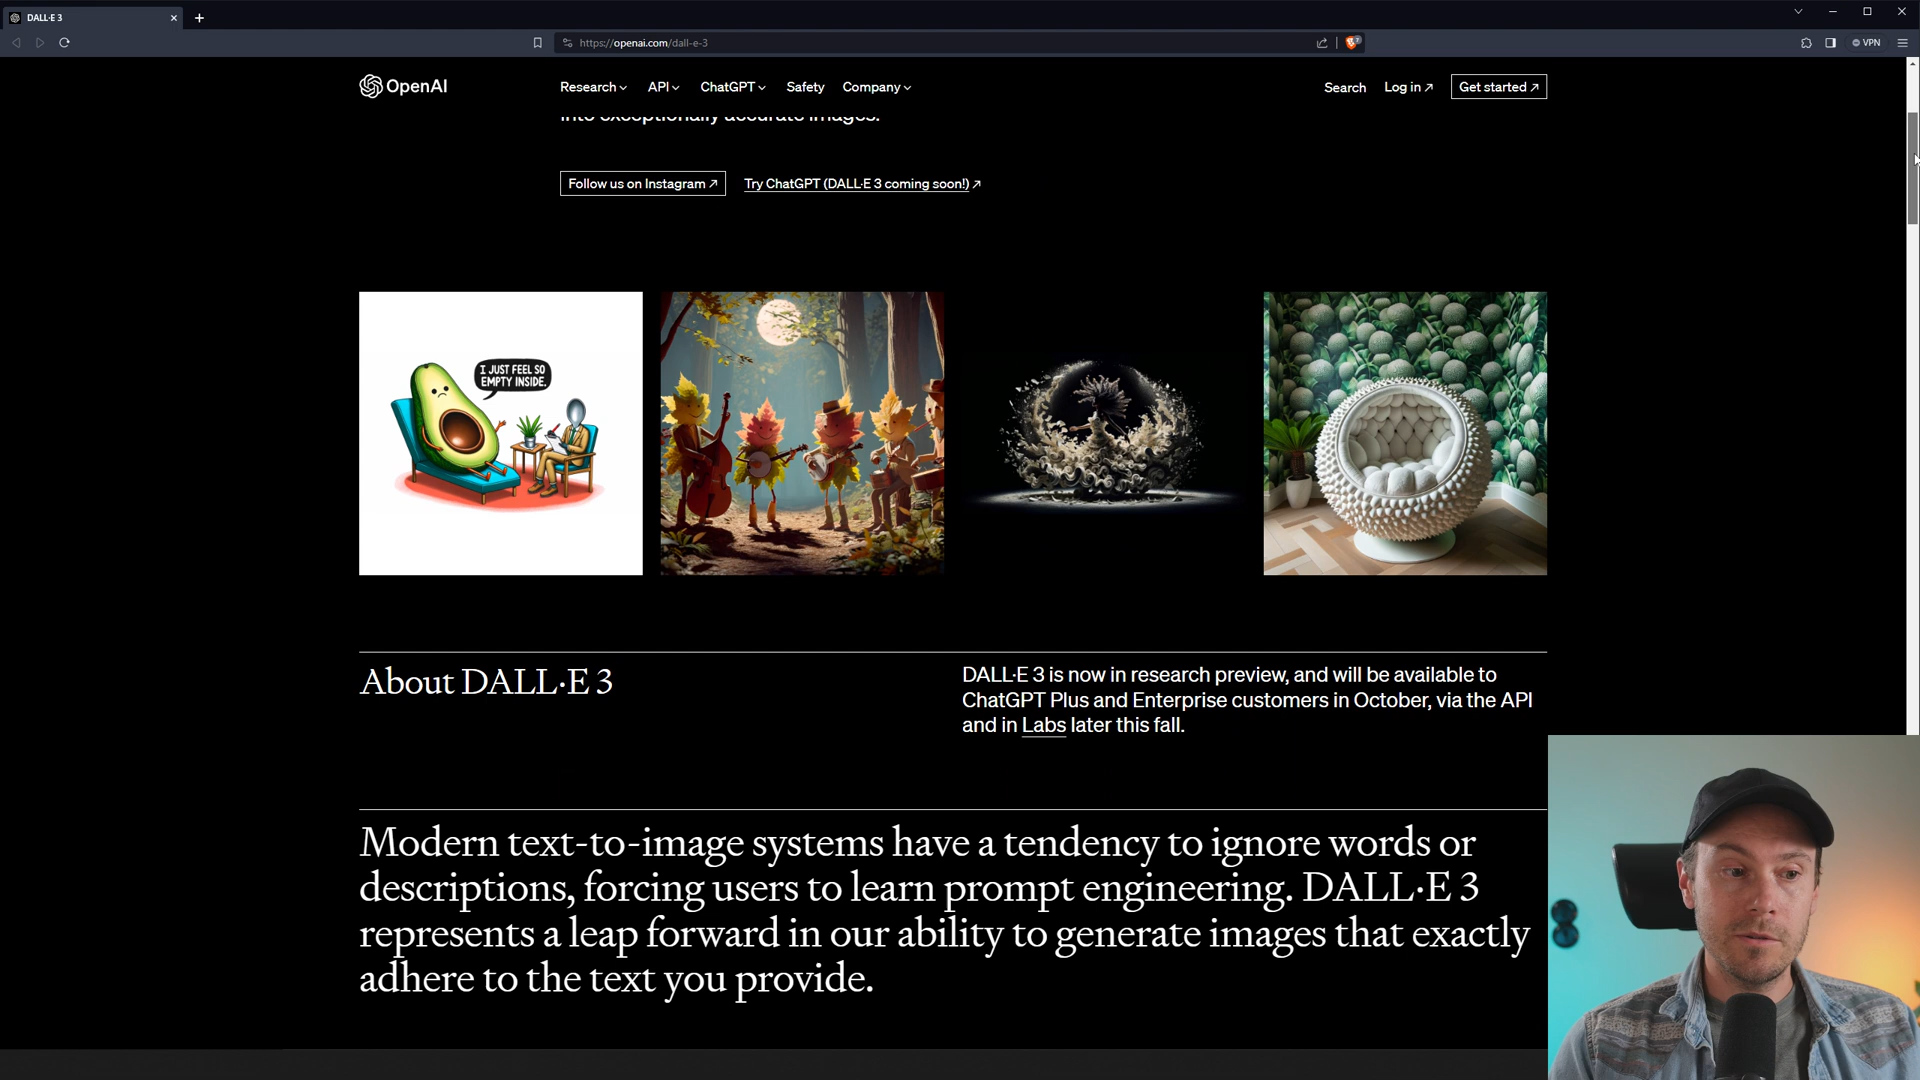 DALL·E 3
https://openai.com/dall-e-3
VPN
OpenAI
Research
API
ChatGPT
Safety
Company
Search
Log in ↗
Get started ↗
into exceptionally accurate images.
Follow us on Instagram ↗
Try ChatGPT (DALL·E 3 coming soon!) ↗
I JUST FEEL SO
EMPTY INSIDE.
About DALL·E 3
DALL·E 3 is now in research preview, and will be available to
ChatGPT Plus and Enterprise customers in October, via the API
and in Labs later this fall.
Modern text-to-image systems have a tendency to ignore words or
descriptions, forcing users to learn prompt engineering. DALL·E 3
represents a leap forward in our ability to generate images that exactly
adhere to the text you provide.